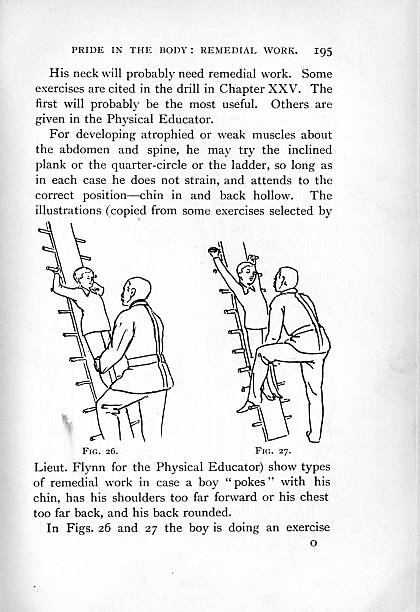 PRIDE IN THE BODY: REMEDIAL WORK. 195
His neck will probably need remedial work. Some
exercises are cited in the drill in Chapter XXV. The
first will probably be the most useful. Others are
given in the Physical Educator.
For developing atrophied or weak muscles about
the abdomen and spine, he may try the inclined
plank or the quarter-circle or the ladder, so long as
in each case he does not strain, and attends to the
correct position—chin in and back hollow. The
illustrations (copied from some exercises selected by
FIG. 26.
FIG. 27.
Lieut. Flynn for the Physical Educator) show types
of remedial work in case a boy "pokes" with his
chin, has his shoulders too far forward or his chest
too far back, and his back rounded.
In Figs. 26 and 27 the boy is doing an exercise
O